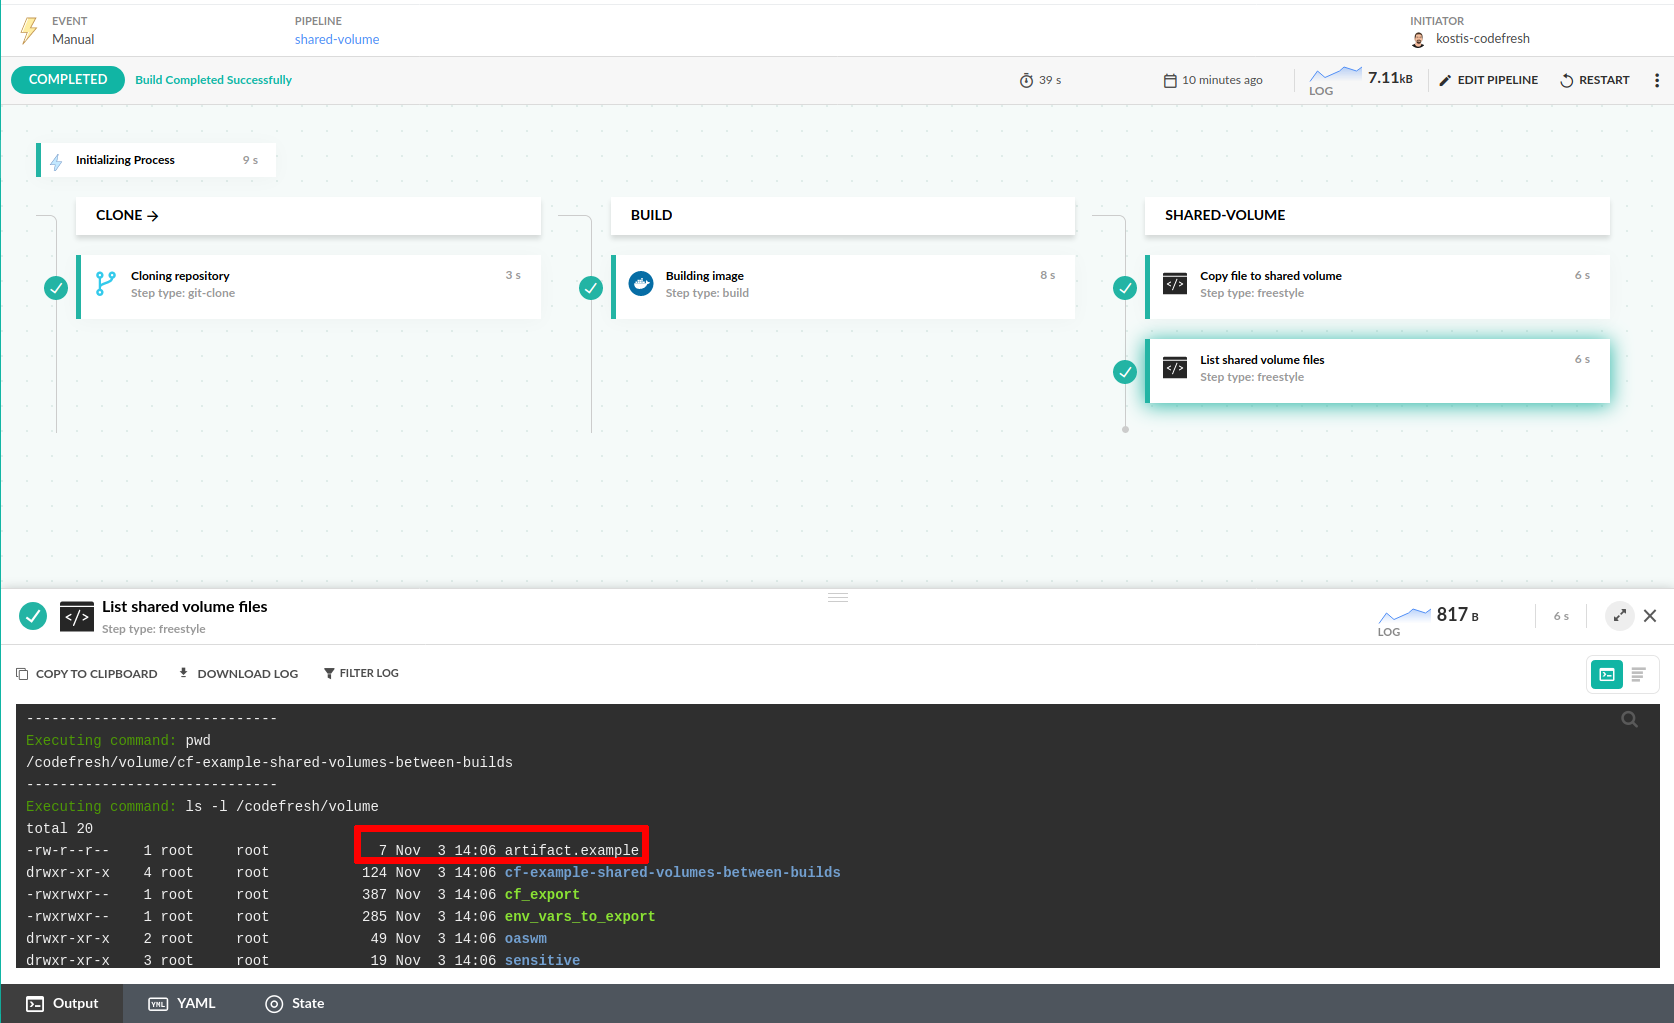 EVENT
Manual
PIPELINE
shared-volume
INITIATOR
kostis-codefresh
COMPLETED Build Completed Successfully 39 s 10 minutes ago LOG 7.11kB EDIT PIPELINE RESTART
Initializing Process 9 s
CLONE →
Cloning repository 3 s
Step type: git-clone
BUILD
Building image 8 s
Step type: build
SHARED-VOLUME
Copy file to shared volume 6 s
Step type: freestyle
List shared volume files 6 s
Step type: freestyle
</> List shared volume files
Step type: freestyle
LOG 817 B 6 s
COPY TO CLIPBOARD DOWNLOAD LOG FILTER LOG
------------------------------
Executing command: pwd
/codefresh/volume/cf-example-shared-volumes-between-builds
------------------------------
Executing command: ls -l /codefresh/volume
total 20
-rw-r--r-- 1 root root 7 Nov 3 14:06 artifact.example
drwxr-xr-x 4 root root 124 Nov 3 14:06 cf-example-shared-volumes-between-builds
-rwxrwxr-- 1 root root 387 Nov 3 14:06 cf_export
-rwxrwxr-- 1 root root 285 Nov 3 14:06 env_vars_to_export
drwxr-xr-x 2 root root 49 Nov 3 14:06 oaswm
drwxr-xr-x 3 root root 19 Nov 3 14:06 sensitive
Output YML YAML State